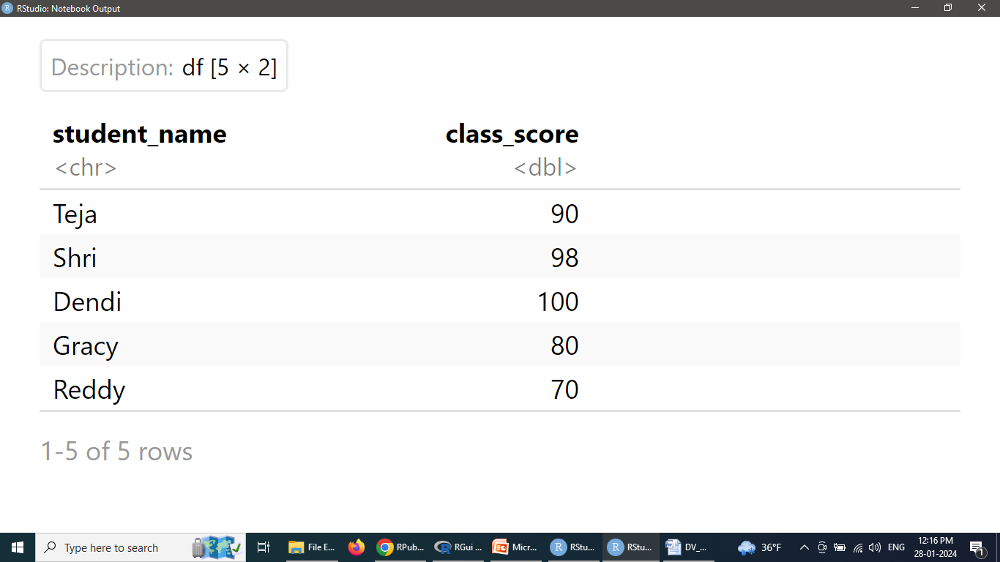 RStudio: Notebook Output
Description: df [5 × 2]
student_name class_score
<chr> <dbl>
Teja 90
Shri 98
Dendi 100
Gracy 80
Reddy 70
1-5 of 5 rows
Type here to search File E... RPub... RGui ... Micr... RStu... RStu... DV_... 36°F ENG 12:16 PM
28-01-2024 1